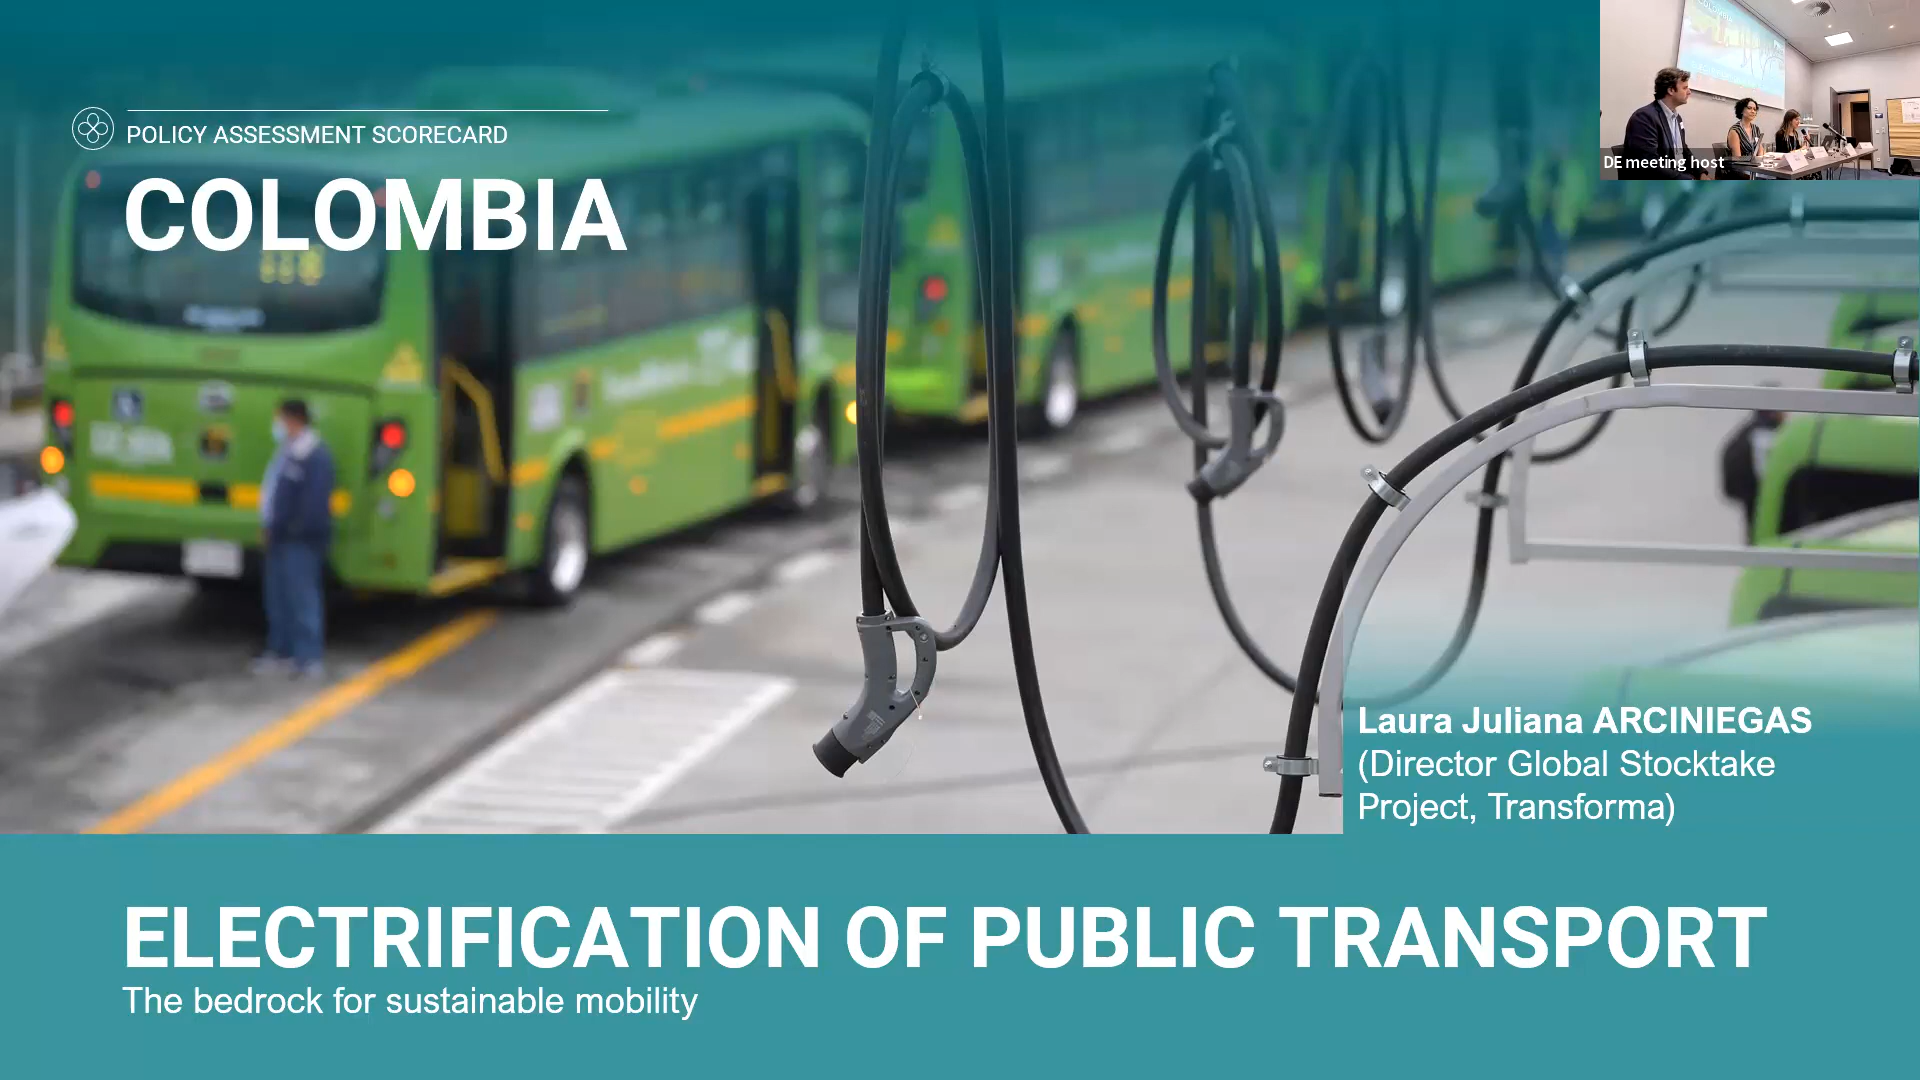 POLICY ASSESSMENT SCORECARD
COLOMBIA
DE meeting host
Laura Juliana ARCINIEGAS
(Director Global Stocktake
Project, Transforma)
ELECTRIFICATION OF PUBLIC TRANSPORT
The bedrock for sustainable mobility